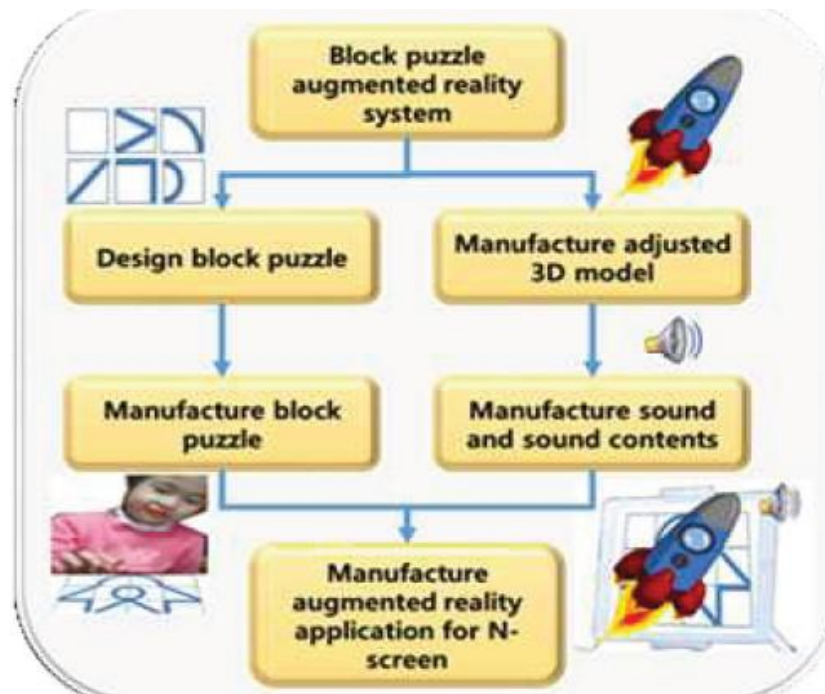 Block puzzle
augmented reality
system
Design block puzzle
Manufacture adjusted
3D model
Manufacture block
puzzle
Manufacture sound
and sound contents
Manufacture
augmented reality
application for N-
screen